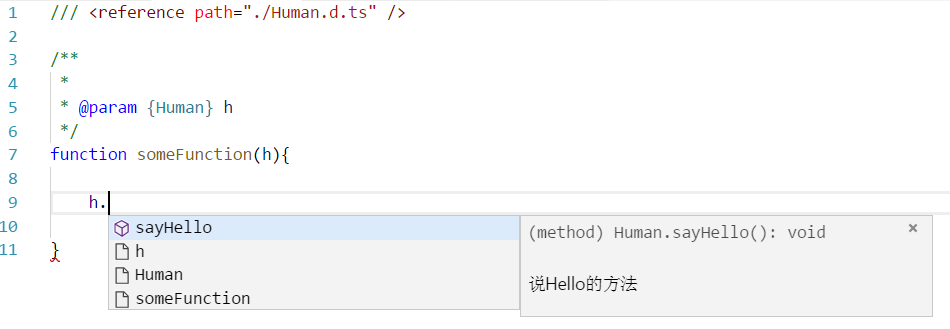 1 /// <reference path="./Human.d.ts" />
2
3 /**
4 *
5 * @param {Human} h
6 */
7 function someFunction(h){
8
9 h.
10
11 }
sayHello
h
Human
someFunction
(method) Human.sayHello(): void ×
说Hello的方法